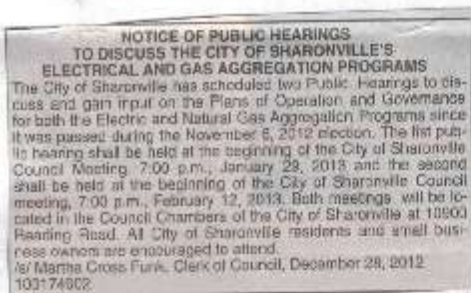 NOTICE OF PUBLIC HEARINGS
TO DISCUSS THE CITY OF SHARONVILLE'S
ELECTRICAL AND GAS AGGREGATION PROGRAMS
The City of Sharonville has scheduled two Public Hearings to dis-
cuss and gain input on the Plans of Operation and Governance
for both the Electric and Natural Gas Aggregation Programs since
it was passed during the November 6, 2012 election. The first pub-
lic hearing shall be held at the beginning of the City of Sharonville
Council Meeting, 7:00 p.m., January 29, 2013 and the second
shall be held at the beginning of the City of Sharonville Council
meeting, 7:00 p.m., February 12, 2013. Both meetings will be lo-
cated in the Council Chambers of the City of Sharonville at 10900
Reading Road. All City of Sharonville residents and small busi-
ness owners are encouraged to attend.
/s/ Martha Cross Funk, Clerk of Council, December 28, 2012